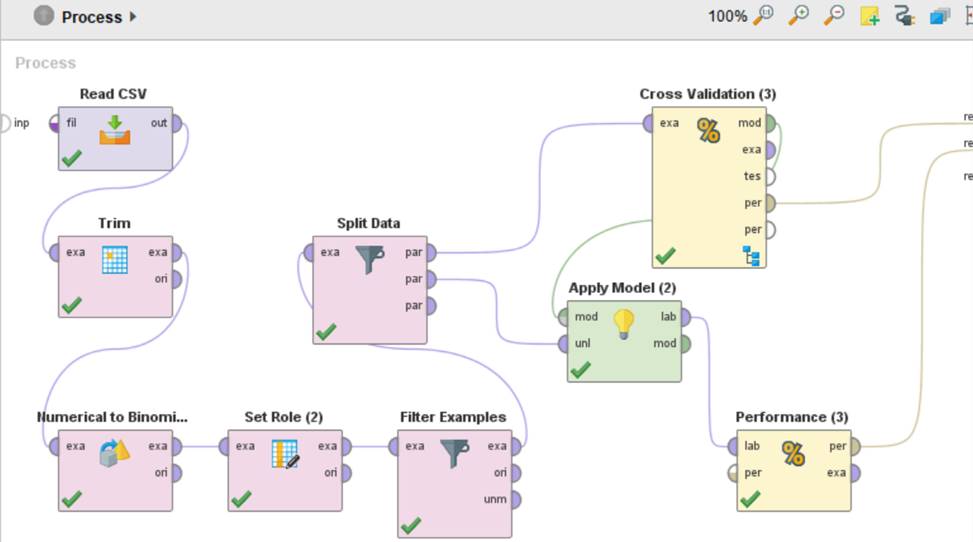 Process
100%
Process
Read CSV
inp
fil
out
Trim
exa
exa
ori
Numerical to Binomi...
exa
exa
ori
Set Role (2)
exa
exa
ori
Filter Examples
exa
exa
ori
unm
Split Data
exa
par
par
par
Cross Validation (3)
exa
mod
exa
tes
per
per
Apply Model (2)
mod
lab
unl
mod
Performance (3)
lab
per
per
exa
re
re
re